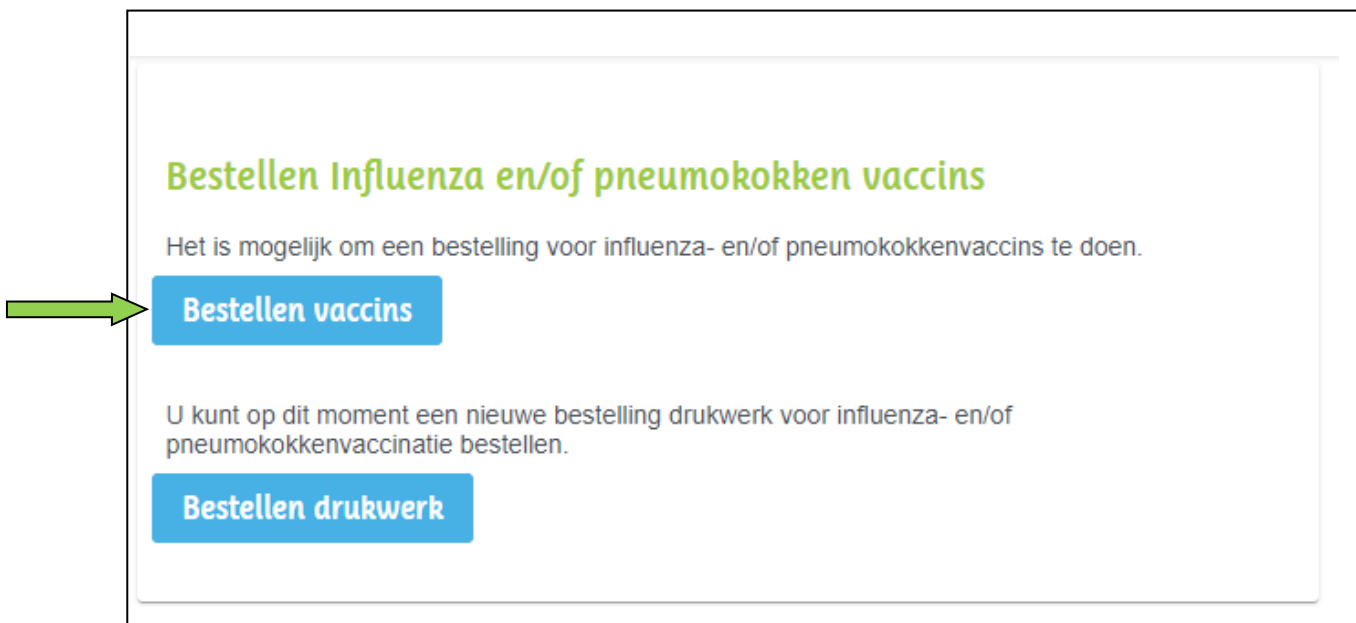 Bestellen Influenza en/of pneumokokken vaccins
Het is mogelijk om een bestelling voor influenza- en/of pneumokokkenvaccins te doen.
Bestellen vaccins
U kunt op dit moment een nieuwe bestelling drukwerk voor influenza- en/of
pneumokokkenvaccinatie bestellen.
Bestellen drukwerk